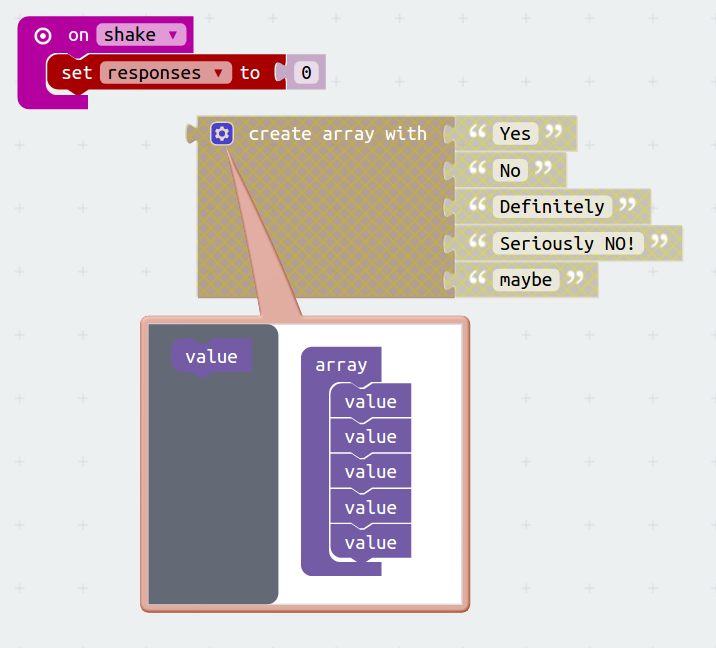 on shake
set responses to 0
create array with “ Yes ”
“ No ”
“ Definitely ”
“ Seriously NO! ”
“ maybe ”
value
array
value
value
value
value
value